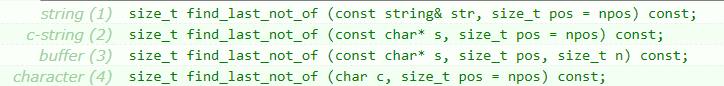 string (1) size_t find_last_not_of (const string& str, size_t pos = npos) const;
c-string (2) size_t find_last_not_of (const char* s, size_t pos = npos) const;
buffer (3) size_t find_last_not_of (const char* s, size_t pos, size_t n) const;
character (4) size_t find_last_not_of (char c, size_t pos = npos) const;